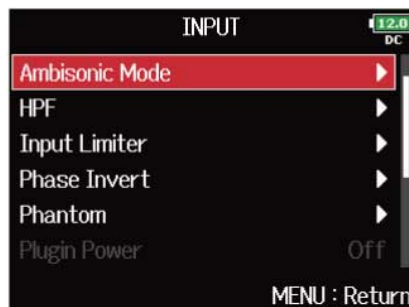 INPUT
12.0
DC
Ambisonic Mode
HPF
Input Limiter
Phase Invert
Phantom
Plugin Power Off
MENU : Return